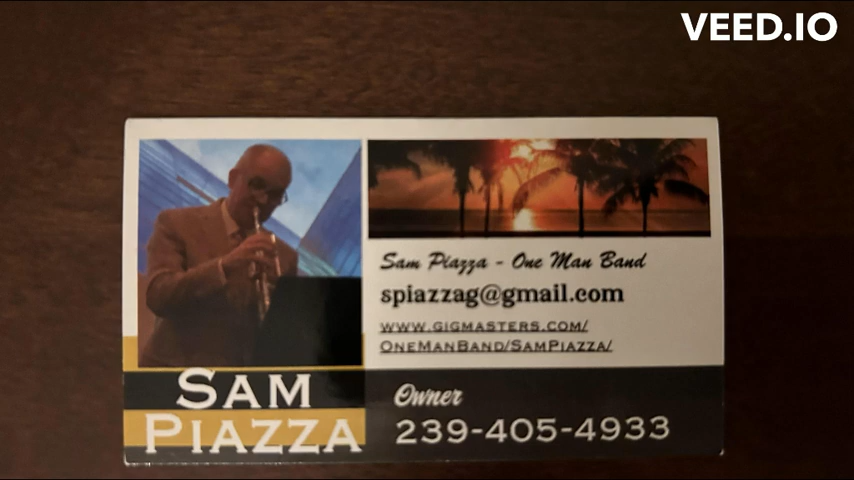 VEED.IO
Sam Piazza - One Man Band
spiazzag@gmail.com
www.gigmasters.com/
OneManBand/SamPiazza/
Sam
Piazza
Owner
239-405-4933